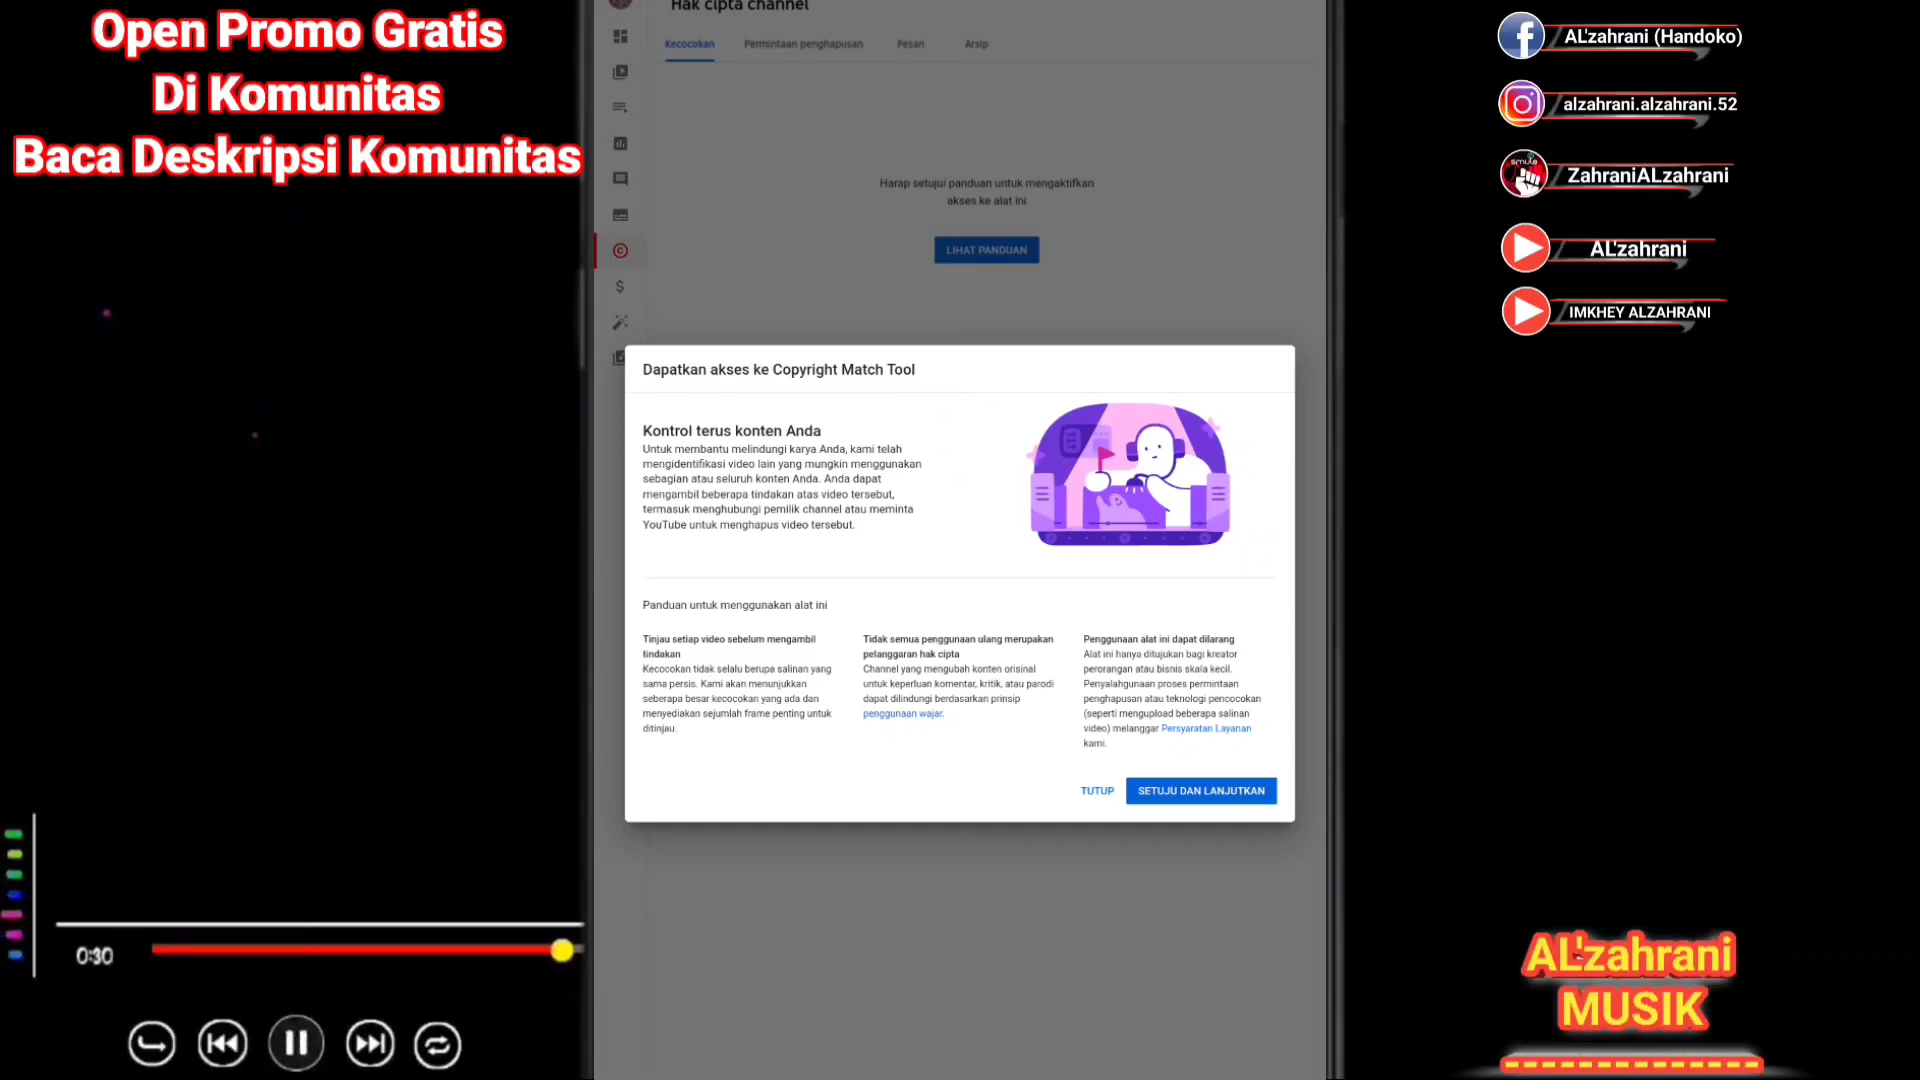 Open Promo Gratis
Di Komunitas
Baca Deskripsi Komunitas
0:30
Hak cipta channel
Kecocokan
Permintaan penghapusan
Pesan
Arsip
Harap setujui panduan untuk mengaktifkan
akses ke alat ini
LIHAT PANDUAN
Dapatkan akses ke Copyright Match Tool
Kontrol terus konten Anda
Untuk membantu melindungi karya Anda, kami telah
mengidentifikasi video lain yang mungkin menggunakan
sebagian atau seluruh konten Anda. Anda dapat
mengambil beberapa tindakan atas video tersebut,
termasuk menghubungi pemilik channel atau meminta
YouTube untuk menghapus video tersebut.
Panduan untuk menggunakan alat ini
Tinjau setiap video sebelum mengambil
tindakan
Kecocokan tidak selalu berupa salinan yang
sama persis. Kami akan menunjukkan
seberapa besar kecocokan yang ada dan
menyediakan sejumlah frame penting untuk
ditinjau.
Tidak semua penggunaan ulang merupakan
pelanggaran hak cipta
Channel yang mengubah konten orisinal
untuk keperluan komentar, kritik, atau parodi
dapat dilindungi berdasarkan prinsip
penggunaan wajar.
Penggunaan alat ini dapat dilarang
Alat ini hanya ditujukan bagi kreator
perorangan atau bisnis skala kecil.
Penyalahgunaan proses permintaan
penghapusan atau teknologi pencocokan
(seperti mengupload beberapa salinan
video) melanggar Persyaratan Layanan
kami.
TUTUP
SETUJU DAN LANJUTKAN
AL'zahrani (Handoko)
alzahrani.alzahrani.52
smule
ZahraniALzahrani
AL'zahrani
IMKHEY ALZAHRANI
AL'zahrani
MUSIK